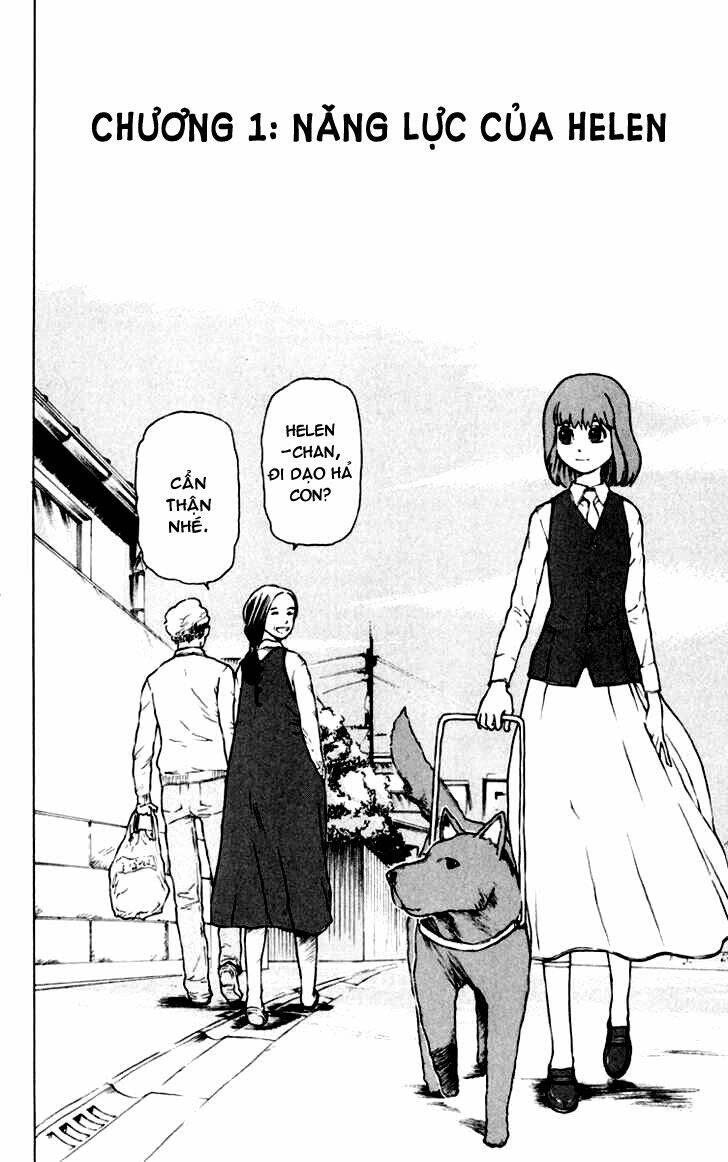 CHƯƠNG 1: NĂNG LỰC CỦA HELEN
HELEN
-CHAN,
ĐI DẠO HẢ
CON?
CẨN
THẬN
NHÉ.